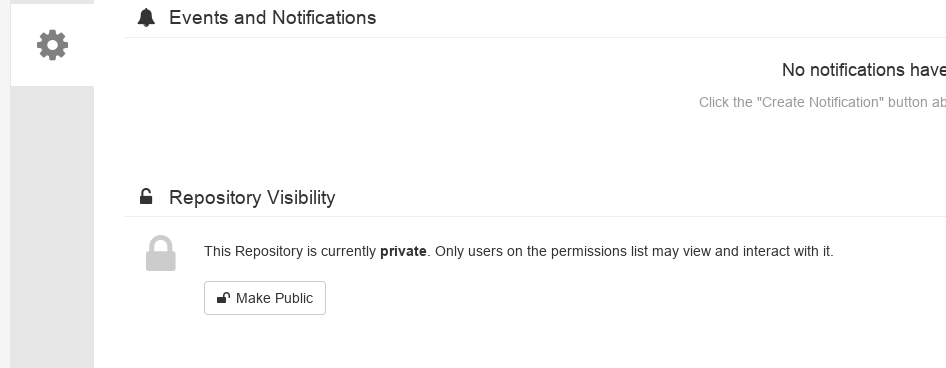 Events and Notifications
No notifications have
Click the "Create Notification" button ab
Repository Visibility
This Repository is currently private. Only users on the permissions list may view and interact with it.
Make Public